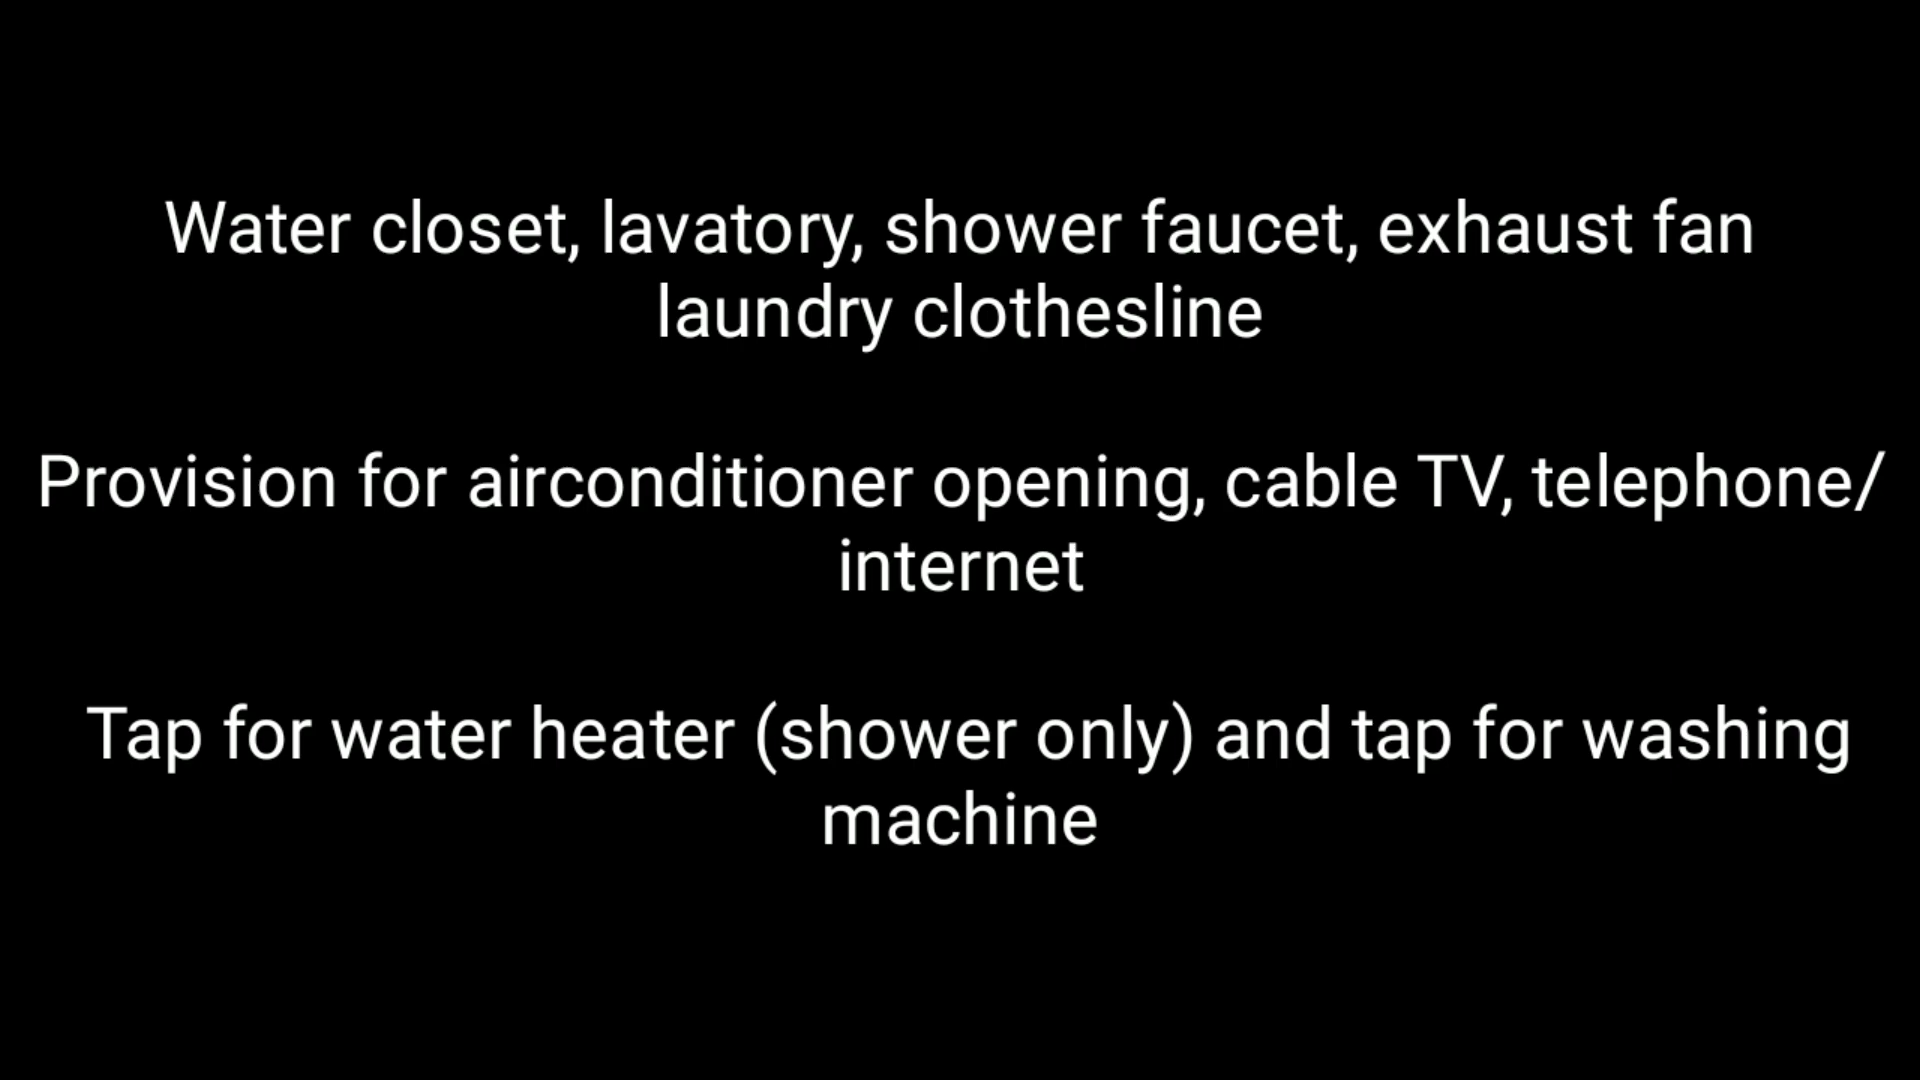 Water closet, lavatory, shower faucet, exhaust fan
laundry clothesline
Provision for airconditioner opening, cable TV, telephone/
internet
Tap for water heater (shower only) and tap for washing
machine